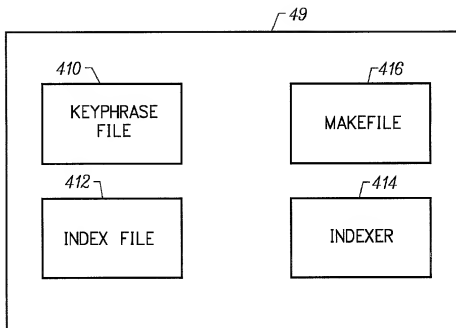 49
410
KEYPHRASE
FILE
416
MAKEFILE
412
INDEX FILE
414
INDEXER